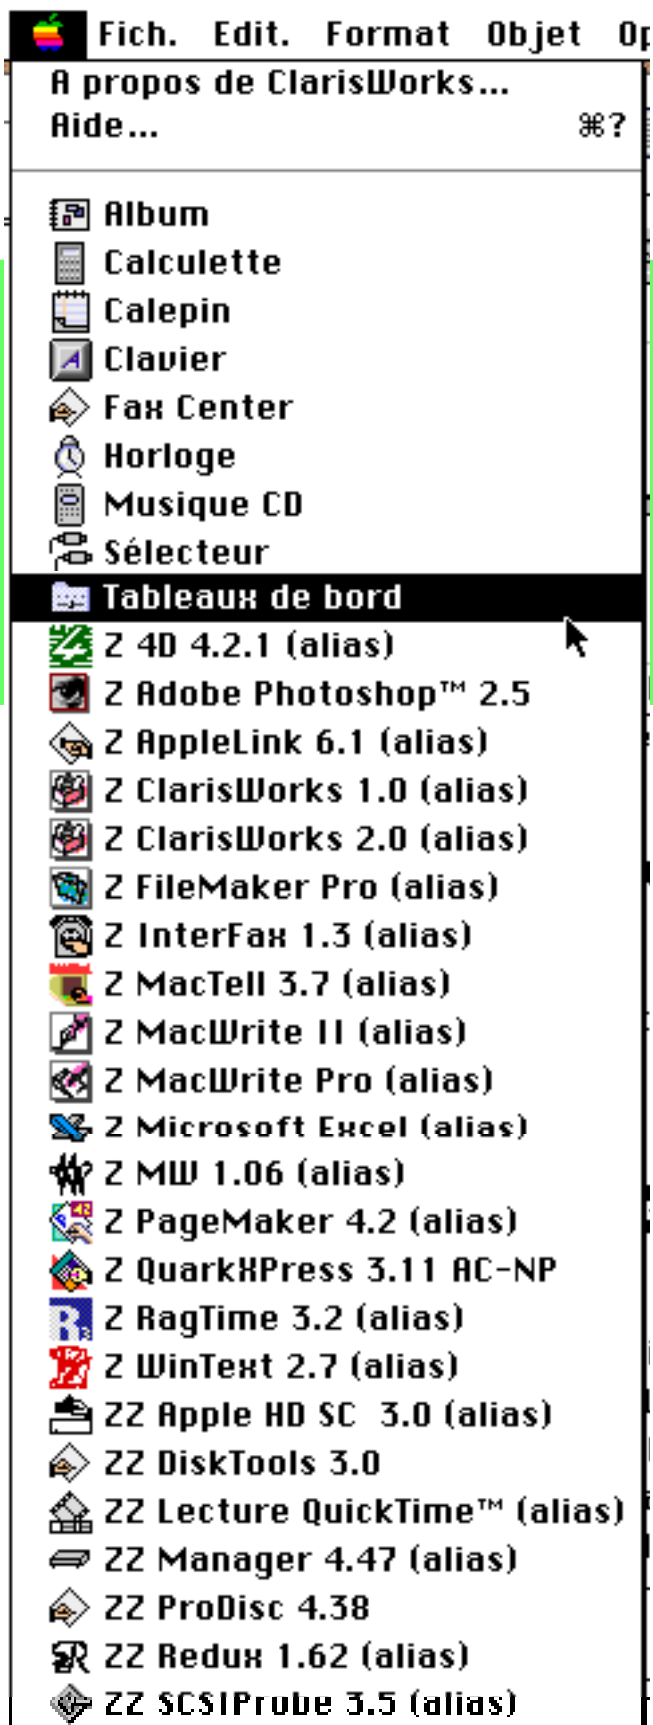 Fich. Edit. Format Objet Op
A propos de ClarisWorks...
Aide... ⌘?
Album
Calculette
Calepin
Clavier
Fax Center
Horloge
Musique CD
Sélecteur
Tableaux de bord
Z 4D 4.2.1 (alias)
Z Adobe Photoshop™ 2.5
Z AppleLink 6.1 (alias)
Z ClarisWorks 1.0 (alias)
Z ClarisWorks 2.0 (alias)
Z FileMaker Pro (alias)
Z InterFax 1.3 (alias)
Z MacTell 3.7 (alias)
Z MacWrite II (alias)
Z MacWrite Pro (alias)
Z Microsoft Excel (alias)
Z MW 1.06 (alias)
Z PageMaker 4.2 (alias)
Z QuarkXPress 3.11 AC-NP
Z RagTime 3.2 (alias)
Z WinText 2.7 (alias)
ZZ Apple HD SC  3.0 (alias)
ZZ DiskTools 3.0
ZZ Lecture QuickTime™ (alias)
ZZ Manager 4.47 (alias)
ZZ ProDisc 4.38
ZZ Redux 1.62 (alias)
ZZ SCSIProbe 3.5 (alias)